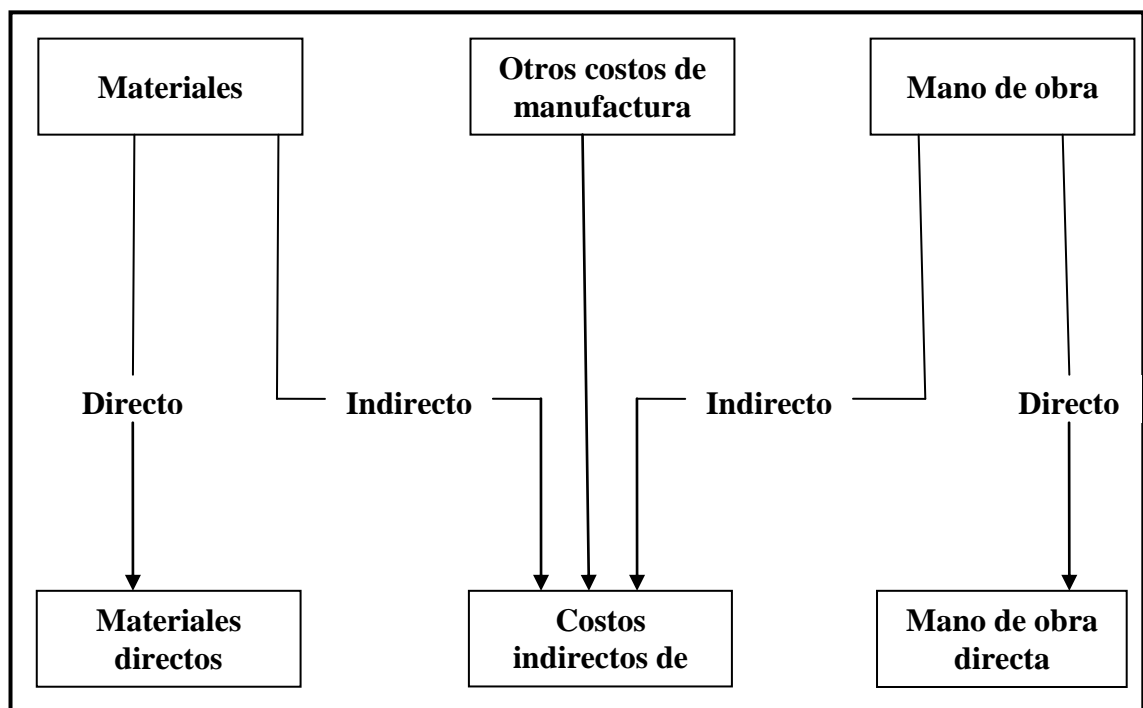 Materiales
Otros costos de
manufactura
Mano de obra
Directo
Indirecto
Indirecto
Directo
Materiales
directos
Costos
indirectos de
Mano de obra
directa